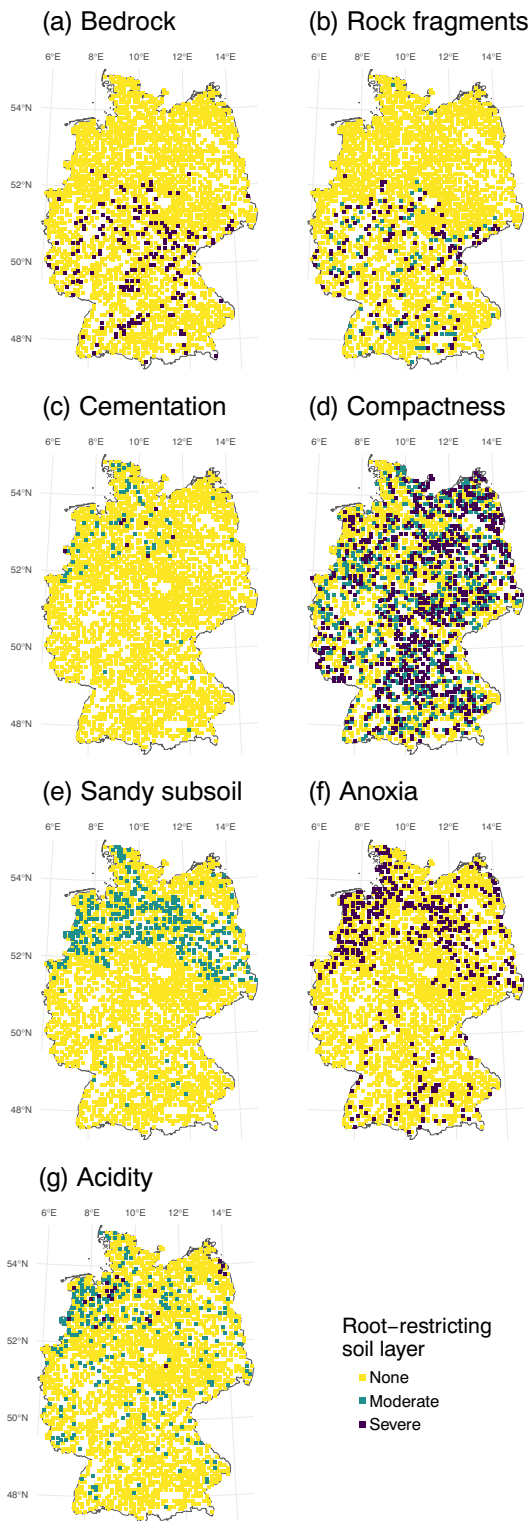 (a) Bedrock
(b) Rock fragments
6°E 8°E 10°E 12°E 14°E
6°E 8°E 10°E 12°E 14°E
54°N
52°N
50°N
48°N
(c) Cementation
(d) Compactness
6°E 8°E 10°E 12°E 14°E
6°E 8°E 10°E 12°E 14°E
54°N
52°N
50°N
48°N
(e) Sandy subsoil
(f) Anoxia
6°E 8°E 10°E 12°E 14°E
6°E 8°E 10°E 12°E 14°E
54°N
52°N
50°N
48°N
(g) Acidity
6°E 8°E 10°E 12°E 14°E
54°N
52°N
50°N
48°N
Root−restricting
soil layer
None
Moderate
Severe